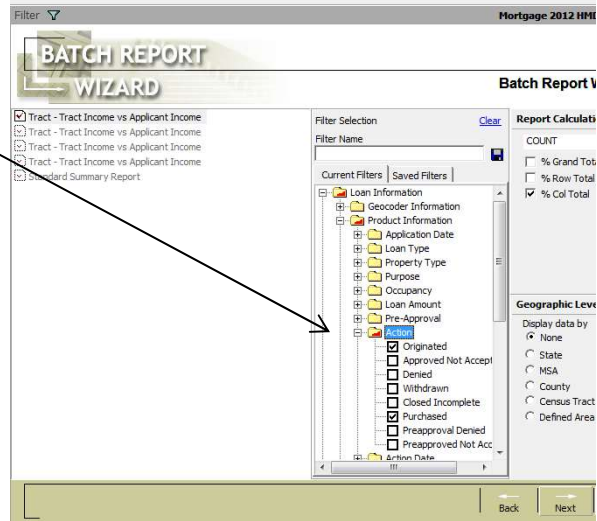 Filter
Mortgage 2012 HMD
BATCH REPORT
WIZARD
Batch Report W
Tract - Tract Income vs Applicant Income
Tract - Tract Income vs Applicant Income
Tract - Tract Income vs Applicant Income
Tract - Tract Income vs Applicant Income
Standard Summary Report
Filter Selection
Clear
Filter Name
Current Filters
Saved Filters
Loan Information
Geocoder Information
Product Information
Application Date
Loan Type
Property Type
Purpose
Occupancy
Loan Amount
Pre-Approval
Action
Originated
Approved Not Accept
Denied
Withdrawn
Closed Incomplete
Purchased
Preapproval Denied
Preapproved Not Acc
Action Date
Report Calculati
COUNT
% Grand Tota
% Row Total
% Col Total
Geographic Leve
Display data by
None
State
MSA
County
Census Tract
Defined Area
Back
Next